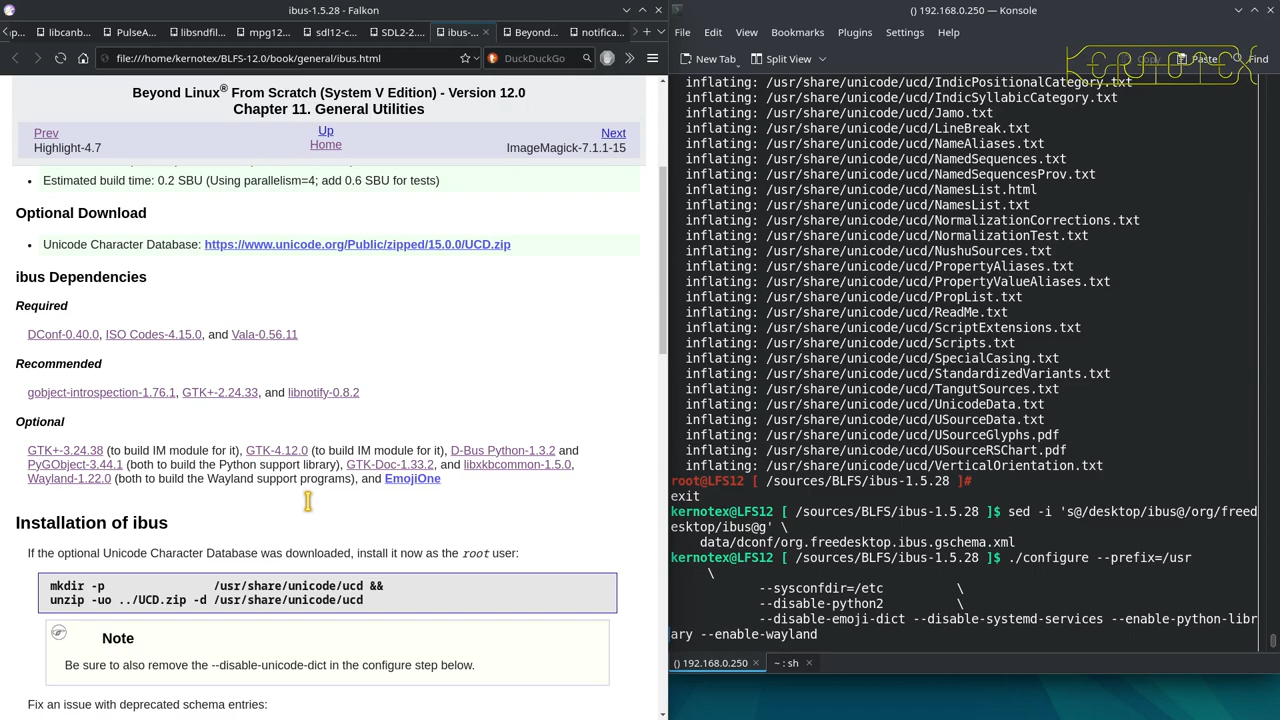 ibus-1.5.28 - Falkon
p...
libcanb...
PulseA...
libsndfil...
mpg12...
sdl12-c...
SDL2-2....
ibus-...
Beyond...
notifica...
file:///home/kernotex/BLFS-12.0/book/general/ibus.html
DuckDuckGo
Beyond Linux® From Scratch (System V Edition) - Version 12.0
Chapter 11. General Utilities
Prev
Up
Next
Highlight-4.7
Home
ImageMagick-7.1.1-15
Estimated build time: 0.2 SBU (Using parallelism=4; add 0.6 SBU for tests)
Optional Download
Unicode Character Database: https://www.unicode.org/Public/zipped/15.0.0/UCD.zip
ibus Dependencies
Required
DConf-0.40.0, ISO Codes-4.15.0, and Vala-0.56.11
Recommended
gobject-introspection-1.76.1, GTK+-2.24.33, and libnotify-0.8.2
Optional
GTK+-3.24.38 (to build IM module for it), GTK-4.12.0 (to build IM module for it), D-Bus Python-1.3.2 and
PyGObject-3.44.1 (both to build the Python support library), GTK-Doc-1.33.2, and libxkbcommon-1.5.0,
Wayland-1.22.0 (both to build the Wayland support programs), and EmojiOne
Installation of ibus
If the optional Unicode Character Database was downloaded, install it now as the root user:
mkdir -p /usr/share/unicode/ucd &&
unzip -uo ../UCD.zip -d /usr/share/unicode/ucd
Note
Be sure to also remove the --disable-unicode-dict in the configure step below.
Fix an issue with deprecated schema entries:
() 192.168.0.250 — Konsole
File Edit View Bookmarks Plugins Settings Help
New Tab
Split View
Copy
Paste
Find
kernotex
inflating: /usr/share/unicode/ucd/IndicPositionalCategory.txt
inflating: /usr/share/unicode/ucd/IndicSyllabicCategory.txt
inflating: /usr/share/unicode/ucd/Jamo.txt
inflating: /usr/share/unicode/ucd/LineBreak.txt
inflating: /usr/share/unicode/ucd/NameAliases.txt
inflating: /usr/share/unicode/ucd/NamedSequences.txt
inflating: /usr/share/unicode/ucd/NamedSequencesProv.txt
inflating: /usr/share/unicode/ucd/NamesList.html
inflating: /usr/share/unicode/ucd/NamesList.txt
inflating: /usr/share/unicode/ucd/NormalizationCorrections.txt
inflating: /usr/share/unicode/ucd/NormalizationTest.txt
inflating: /usr/share/unicode/ucd/NushuSources.txt
inflating: /usr/share/unicode/ucd/PropertyAliases.txt
inflating: /usr/share/unicode/ucd/PropertyValueAliases.txt
inflating: /usr/share/unicode/ucd/PropList.txt
inflating: /usr/share/unicode/ucd/ReadMe.txt
inflating: /usr/share/unicode/ucd/ScriptExtensions.txt
inflating: /usr/share/unicode/ucd/Scripts.txt
inflating: /usr/share/unicode/ucd/SpecialCasing.txt
inflating: /usr/share/unicode/ucd/StandardizedVariants.txt
inflating: /usr/share/unicode/ucd/TangutSources.txt
inflating: /usr/share/unicode/ucd/UnicodeData.txt
inflating: /usr/share/unicode/ucd/USourceData.txt
inflating: /usr/share/unicode/ucd/USourceGlyphs.pdf
inflating: /usr/share/unicode/ucd/USourceRSChart.pdf
inflating: /usr/share/unicode/ucd/VerticalOrientation.txt
root@LFS12 [ /sources/BLFS/ibus-1.5.28 ]#
exit
kernotex@LFS12 [ /sources/BLFS/ibus-1.5.28 ]$ sed -i 's@/desktop/ibus@/org/freed
esktop/ibus@g' \
data/dconf/org.freedesktop.ibus.gschema.xml
kernotex@LFS12 [ /sources/BLFS/ibus-1.5.28 ]$ ./configure --prefix=/usr
\
--sysconfdir=/etc \
--disable-python2 \
--disable-emoji-dict --disable-systemd-services --enable-python-libr
ary --enable-wayland
() 192.168.0.250
~ : sh